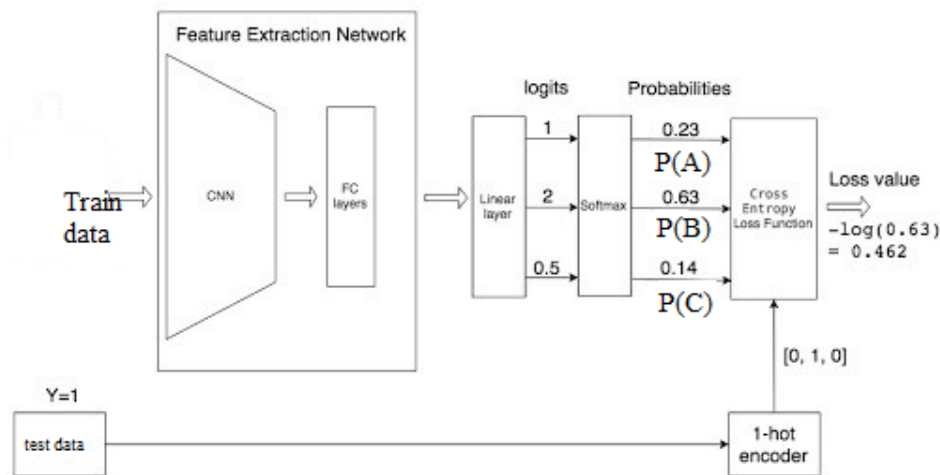 Feature Extraction Network
logits
Probabilities
Train
data
CNN
FC
layers
Linear
layer
1
2
0.5
Softmax
0.23
P(A)
0.63
P(B)
0.14
P(C)
Cross
Entropy
Loss Function
Loss value
-log(0.63)
= 0.462
[0, 1, 0]
Y=1
test data
1-hot
encoder